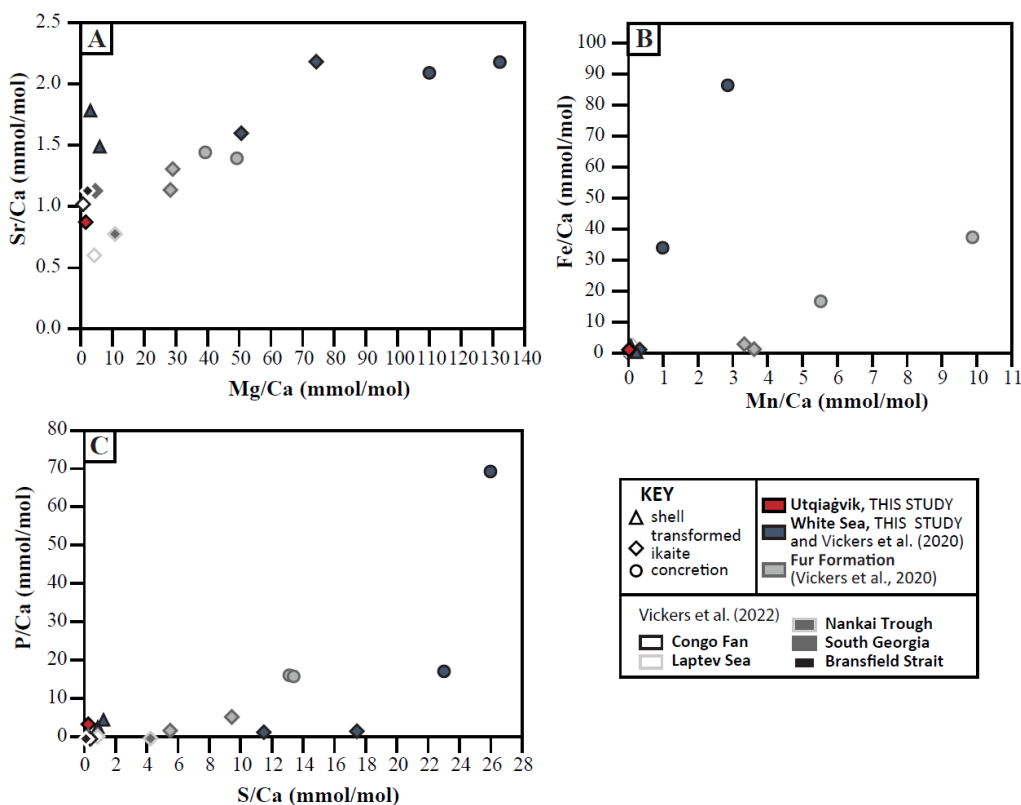 A
Sr/Ca (mmol/mol)
2.5
2.0
1.5
1.0
0.5
0.0
0 10 20 30 40 50 60 70 80 90 100 110 120 130 140
Mg/Ca (mmol/mol)
B
Fe/Ca (mmol/mol)
100
90
80
70
60
50
40
30
20
10
0
0 1 2 3 4 5 6 7 8 9 10 11
Mn/Ca (mmol/mol)
C
P/Ca (mmol/mol)
80
70
60
50
40
30
20
10
0
0 2 4 6 8 10 12 14 16 18 20 22 24 26 28
S/Ca (mmol/mol)
KEY
shell
transformed
ikaite
concretion
Utqiaġvik, THIS STUDY
White Sea, THIS STUDY
and Vickers et al. (2020)
Fur Formation
(Vickers et al., 2020)
Vickers et al. (2022)
Congo Fan
Laptev Sea
Nankai Trough
South Georgia
Bransfield Strait